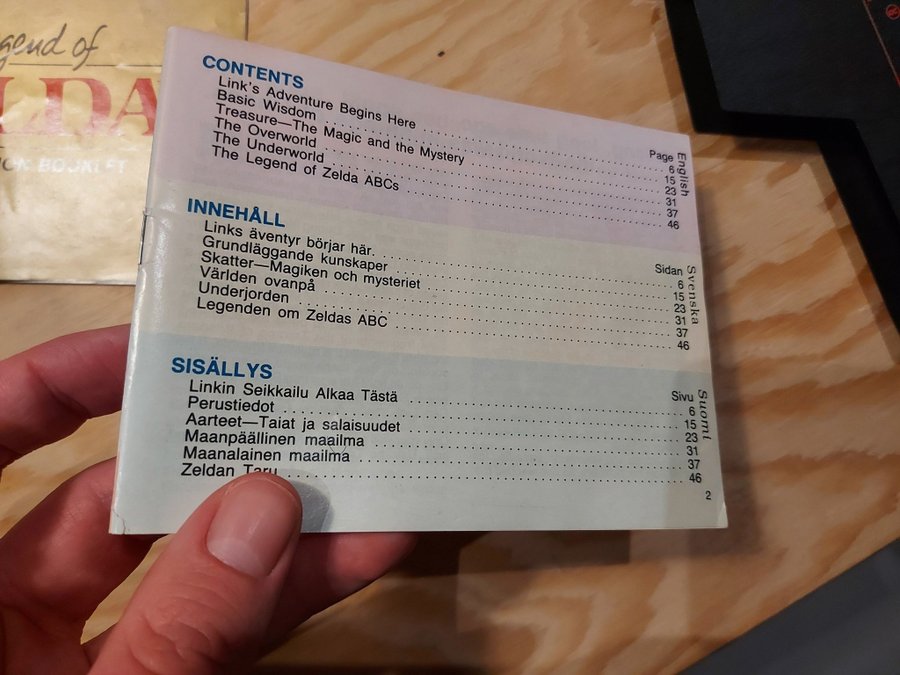 gend of
LDA
BOOKLET
CONTENTS
Page
Link's Adventure Begins Here 6
Basic Wisdom 15
Treasure—The Magic and the Mystery 23
The Overworld 31
The Underworld 37
The Legend of Zelda ABCs 46
English
INNEHÅLL
Sidan
Links äventyr börjar här 6
Grundläggande kunskaper 15
Skatter—Magiken och mysteriet 23
Världen ovanpå 31
Underjorden 37
Legenden om Zeldas ABC 46
Svenska
SISÄLLYS
Sivu
Linkin Seikkailu Alkaa Tästä 6
Perustiedot 15
Aarteet—Taiat ja salaisuudet 23
Maanpäällinen maailma 31
Maanalainen maailma 37
Zeldan Taru 46
Suomi
2